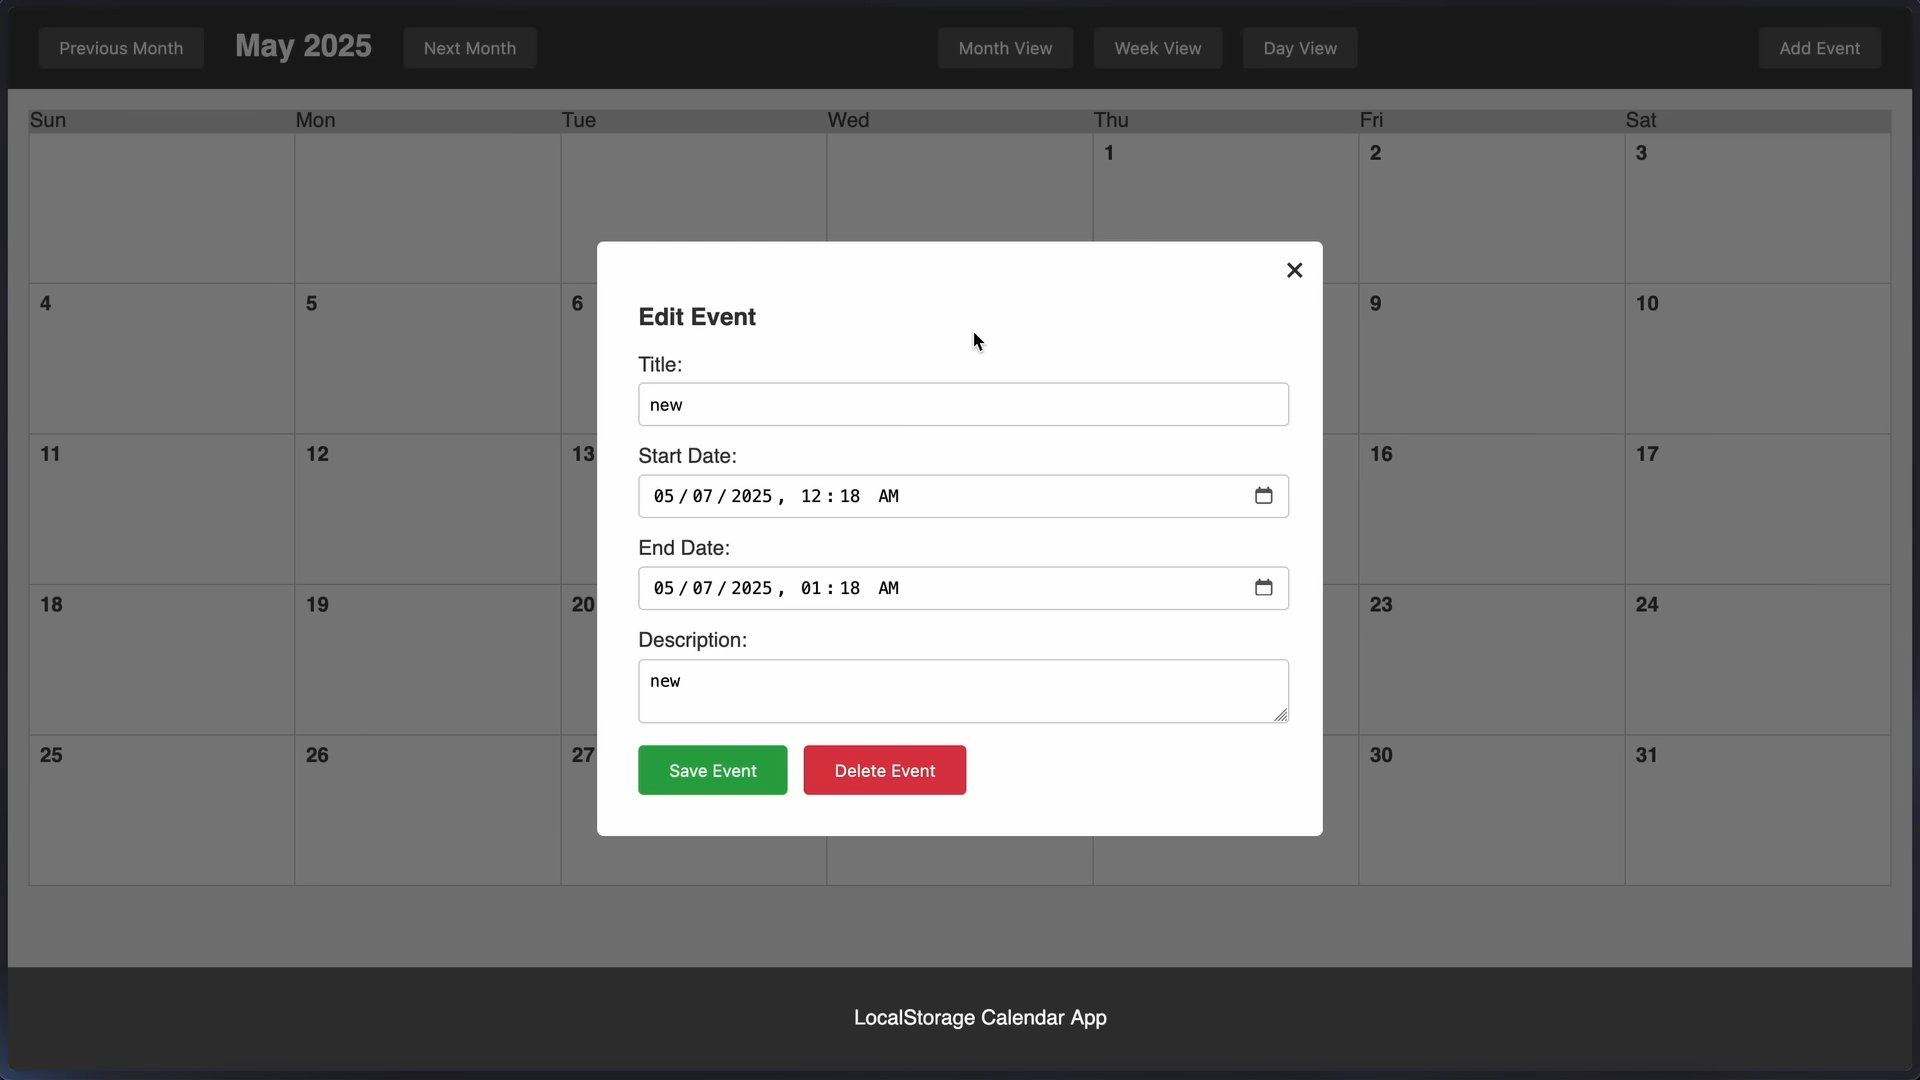 Previous Month May 2025 Next Month Month View Week View Day View Add Event
Sun Mon Tue Wed Thu Fri Sat
1 2 3
4 5 6 9 10
11 12 13 16 17
18 19 20 23 24
25 26 27 30 31
×
Edit Event
Title:
new
Start Date:
05/07/2025, 12:18 AM
End Date:
05/07/2025, 01:18 AM
Description:
new
Save Event Delete Event
LocalStorage Calendar App